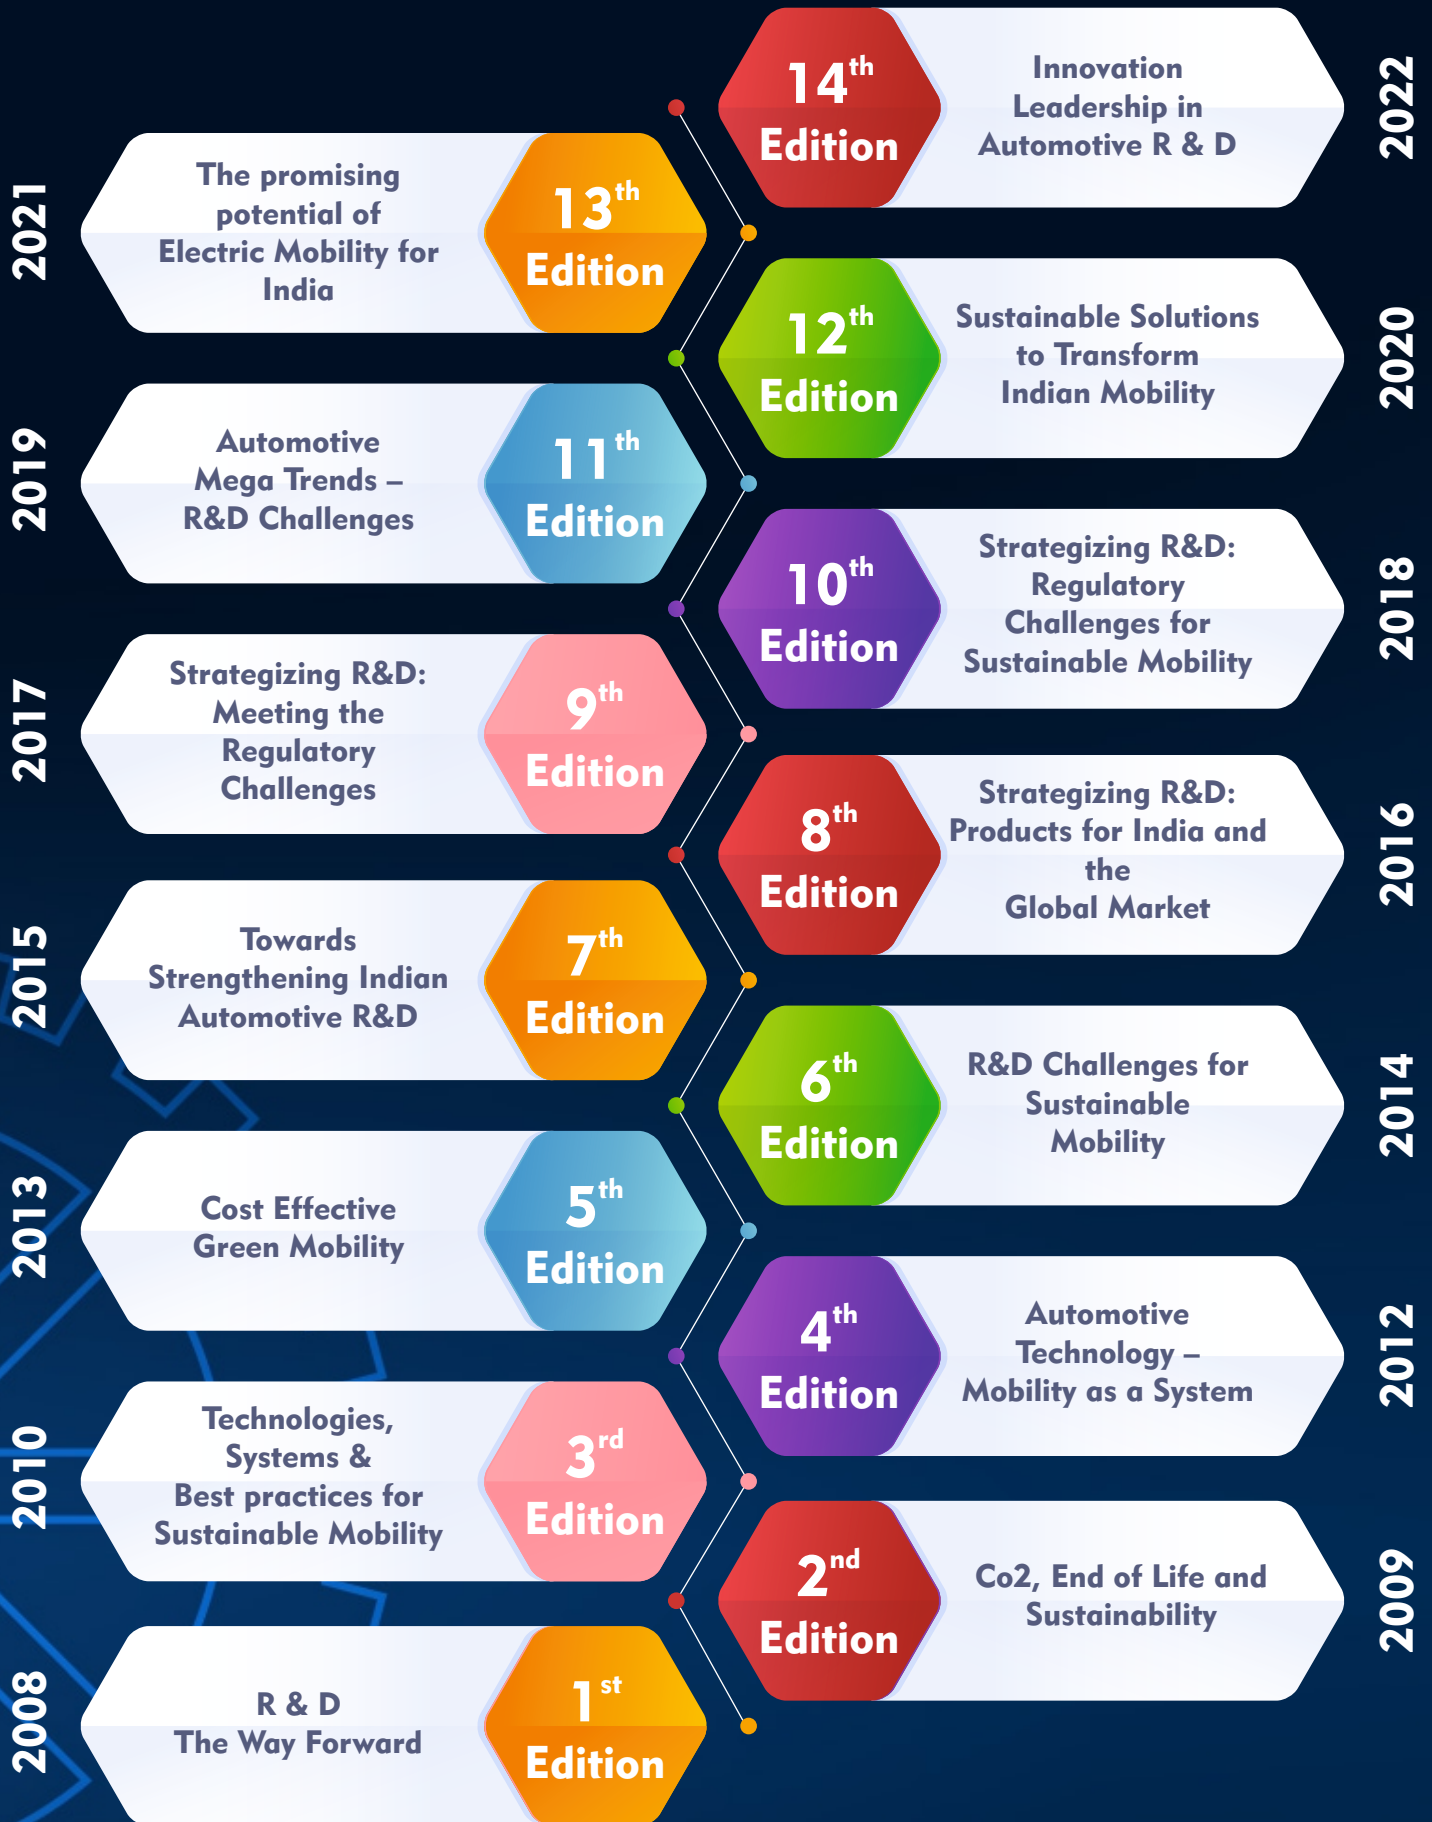 14th
Edition
Innovation
Leadership in
Automotive R & D
2022
2021
The promising
potential of
Electric Mobility for
India
13th
Edition
12th
Edition
Sustainable Solutions
to Transform
Indian Mobility
2020
2019
Automotive
Mega Trends –
R&D Challenges
11th
Edition
10th
Edition
Strategizing R&D:
Regulatory
Challenges for
Sustainable Mobility
2018
2017
Strategizing R&D:
Meeting the
Regulatory
Challenges
9th
Edition
8th
Edition
Strategizing R&D:
Products for India and
the
Global Market
2016
2015
Towards
Strengthening Indian
Automotive R&D
7th
Edition
6th
Edition
R&D Challenges for
Sustainable
Mobility
2014
2013
Cost Effective
Green Mobility
5th
Edition
4th
Edition
Automotive
Technology –
Mobility as a System
2012
2010
Technologies,
Systems &
Best practices for
Sustainable Mobility
3rd
Edition
2nd
Edition
Co2, End of Life and
Sustainability
2009
2008
R & D
The Way Forward
1st
Edition